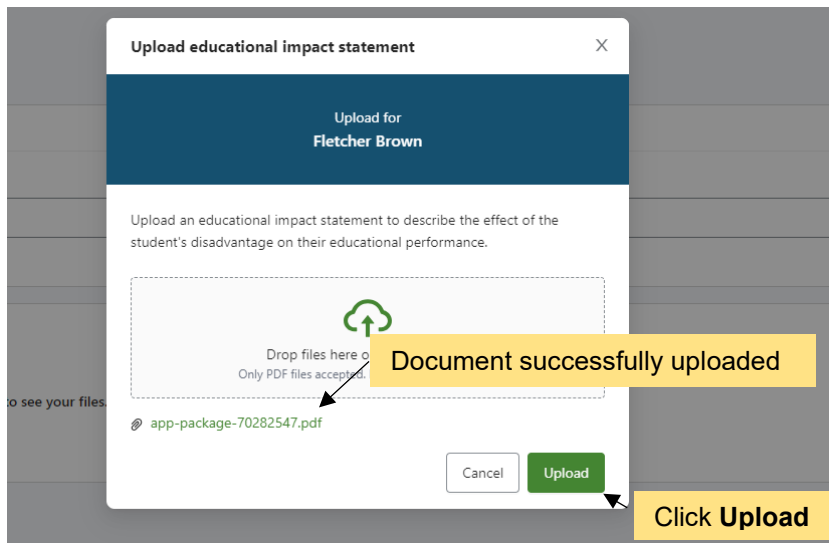 Upload educational impact statement X
Upload for
Fletcher Brown
Upload an educational impact statement to describe the effect of the
student's disadvantage on their educational performance.
Drop files here o
Document successfully uploaded
Only PDF files accepted.
to see your files.
app-package-70282547.pdf
Cancel Upload
Click Upload